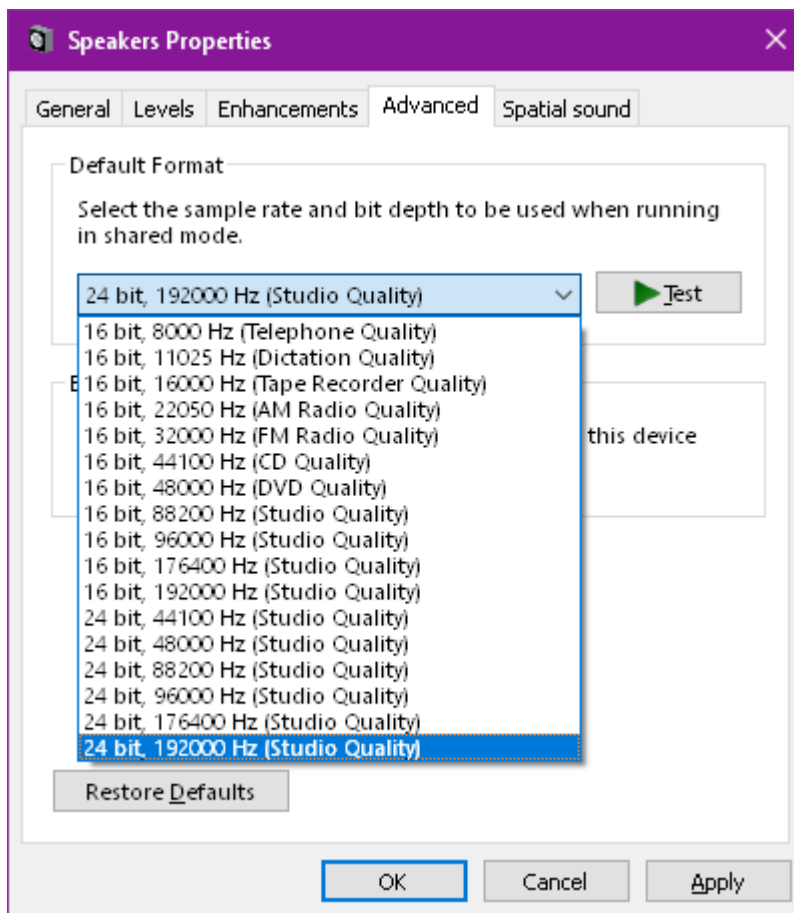 Speakers Properties
General Levels Enhancements Advanced Spatial sound
Default Format
Select the sample rate and bit depth to be used when running
in shared mode.
24 bit, 192000 Hz (Studio Quality) Test
16 bit, 8000 Hz (Telephone Quality)
16 bit, 11025 Hz (Dictation Quality)
16 bit, 16000 Hz (Tape Recorder Quality)
16 bit, 22050 Hz (AM Radio Quality)
16 bit, 32000 Hz (FM Radio Quality) this device
16 bit, 44100 Hz (CD Quality)
16 bit, 48000 Hz (DVD Quality)
16 bit, 88200 Hz (Studio Quality)
16 bit, 96000 Hz (Studio Quality)
16 bit, 176400 Hz (Studio Quality)
16 bit, 192000 Hz (Studio Quality)
24 bit, 44100 Hz (Studio Quality)
24 bit, 48000 Hz (Studio Quality)
24 bit, 88200 Hz (Studio Quality)
24 bit, 96000 Hz (Studio Quality)
24 bit, 176400 Hz (Studio Quality)
24 bit, 192000 Hz (Studio Quality)
Restore Defaults
OK Cancel Apply